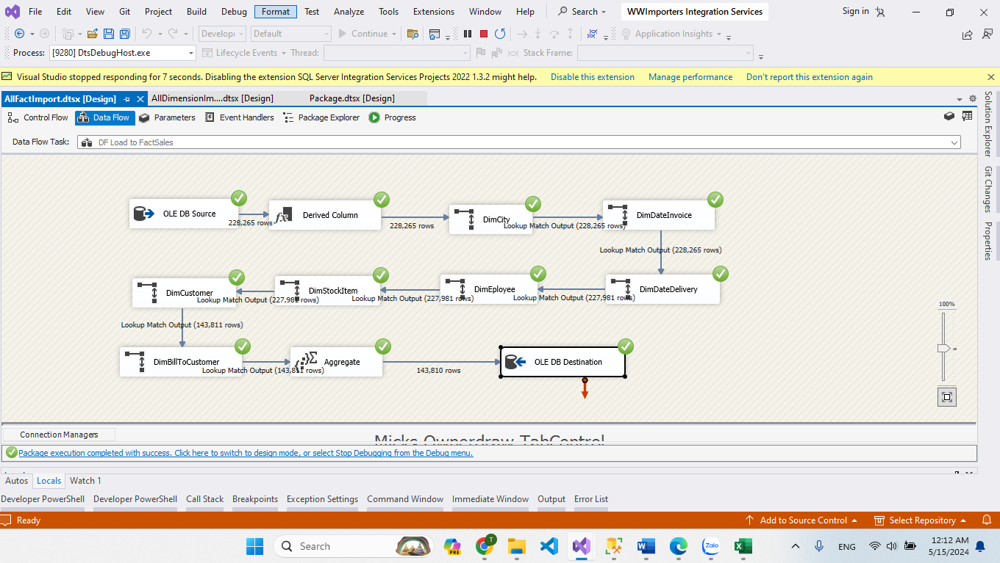 File Edit View Git Project Build Debug Format Test Analyze Tools Extensions Window Help Search WWImporters Integration Services Sign in
Developi Default Continue Application Insights
Process: [9280] DtsDebugHost.exe Lifecycle Events Thread: Stack Frame:
Visual Studio stopped responding for 7 seconds. Disabling the extension SQL Server Integration Services Projects 2022 1.3.2 might help. Disable this extension Manage performance Don't report this extension again
AllFactImport.dtsx [Design] AllDimensionIm....dtsx [Design] Package.dtsx [Design]
Control Flow Data Flow Parameters Event Handlers Package Explorer Progress
Data Flow Task: DF Load to FactSales
Solution Explorer
Git Changes
Properties
OLE DB Source Derived Column DimCity DimDateInvoice
228,265 rows 228,265 rows Lookup Match Output (228,265 rows)
Lookup Match Output (228,265 rows)
DimCustomer DimStockItem DimEployee DimDateDelivery
Lookup Match Output (227,981 rows) Lookup Match Output (227,981 rows) Lookup Match Output (227,981 rows)
100%
Lookup Match Output (143,811 rows)
DimBillToCustomer Aggregate OLE DB Destination
Lookup Match Output (143,811 rows) 143,810 rows
Connection Managers
Micks Ownerdraw TabControl
Package execution completed with success. Click here to switch to design mode, or select Stop Debugging from the Debug menu.
Autos Locals Watch 1
Developer PowerShell Developer PowerShell Call Stack Breakpoints Exception Settings Command Window Immediate Window Output Error List
Ready Add to Source Control Select Repository
Search PRE T Zalo ENG 12:12 AM
5/15/2024